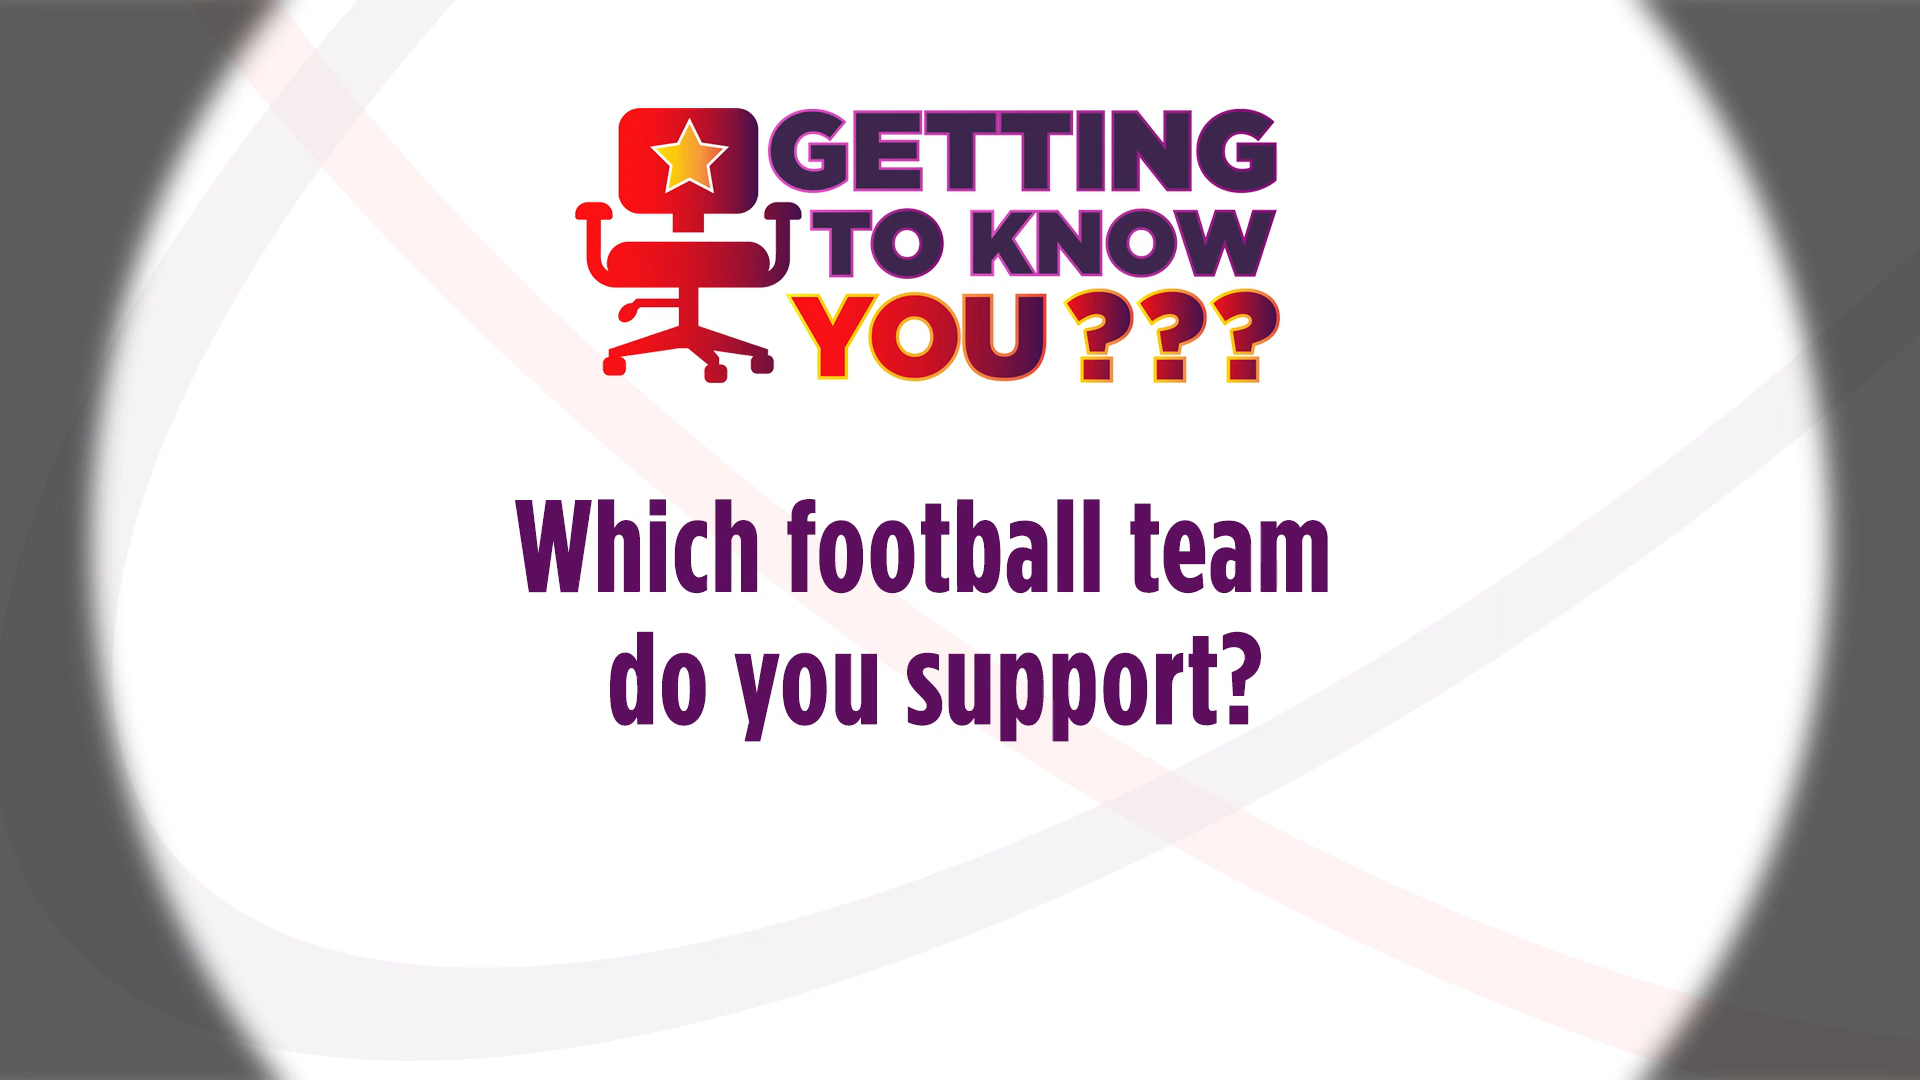 GETTING
TO KNOW
YOU ???
Which football team
do you support?